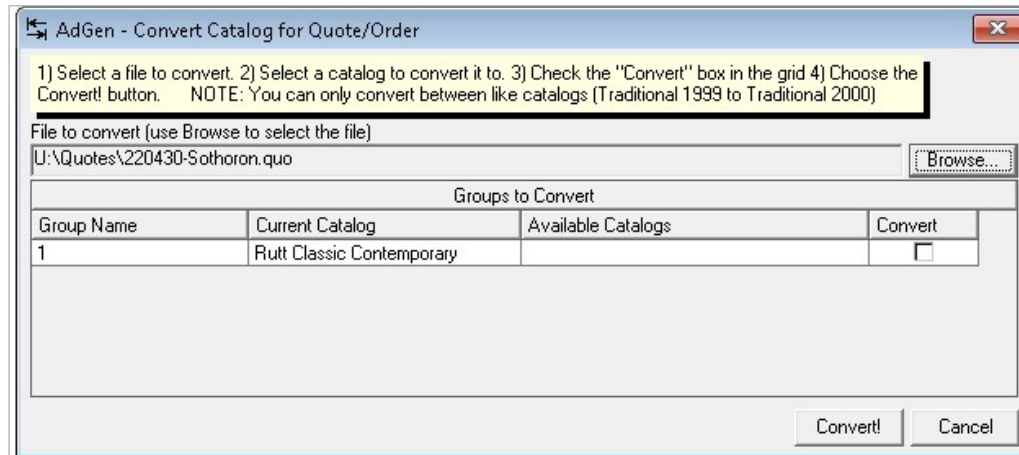 AdGen - Convert Catalog for Quote/Order
1) Select a file to convert. 2) Select a catalog to convert it to. 3) Check the "Convert" box in the grid 4) Choose the
Convert! button. NOTE: You can only convert between like catalogs (Traditional 1999 to Traditional 2000)
File to convert (use Browse to select the file)
U:\Quotes\220430-Sothoron.quo Browse...
Groups to Convert
Group Name Current Catalog Available Catalogs Convert
1 Rutt Classic Contemporary
Convert! Cancel